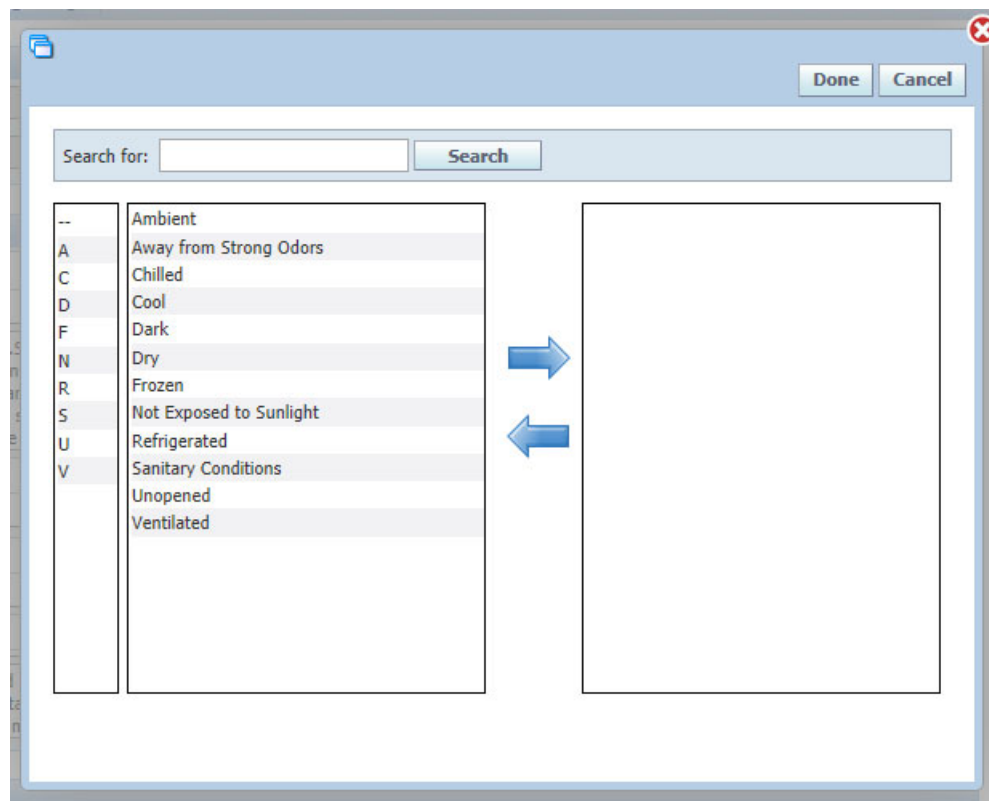 Done Cancel
Search for: Search
--
A
C
D
F
N
R
S
U
V
Ambient
Away from Strong Odors
Chilled
Cool
Dark
Dry
Frozen
Not Exposed to Sunlight
Refrigerated
Sanitary Conditions
Unopened
Ventilated